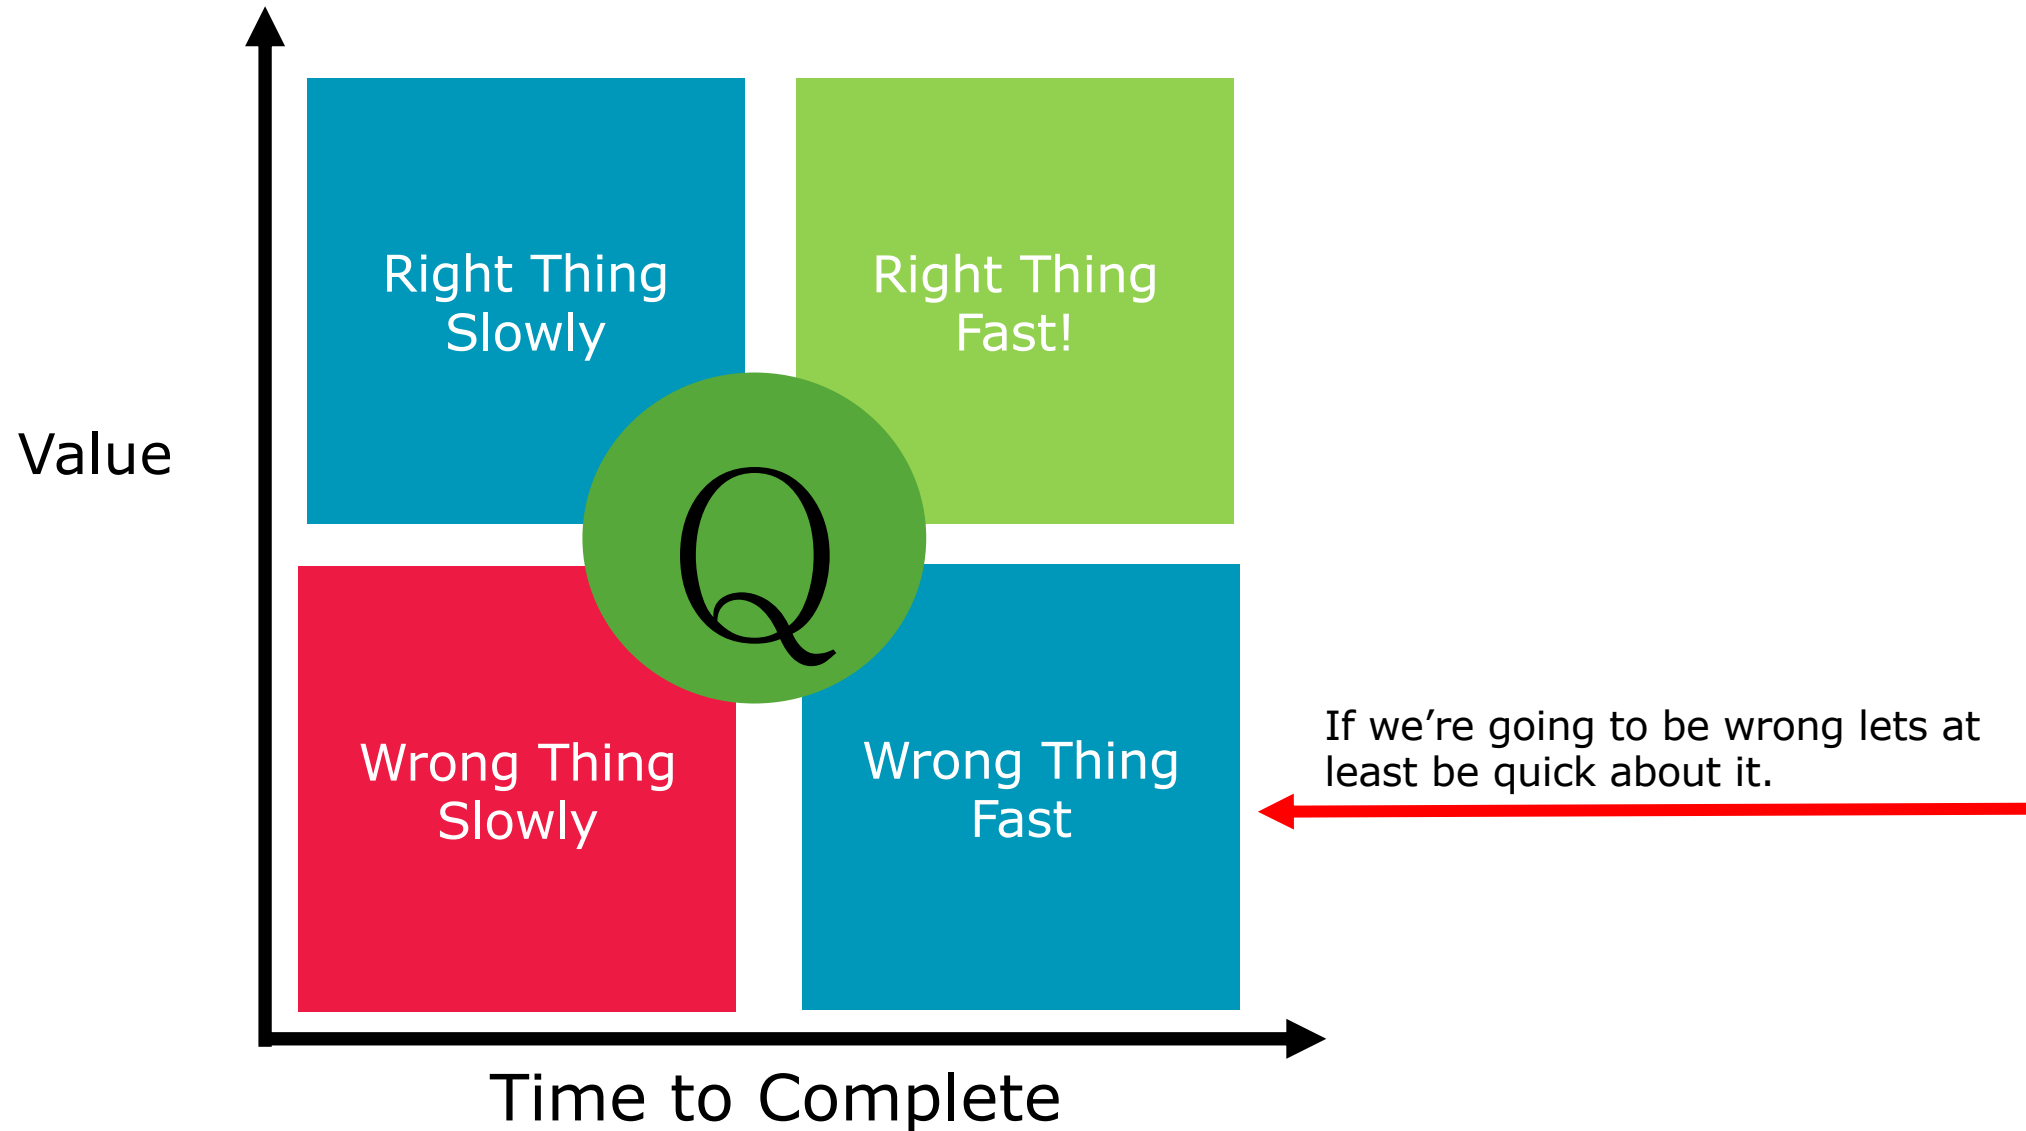 Value
Right Thing
Slowly
Right Thing
Fast!
Q
Wrong Thing
Slowly
Wrong Thing
Fast
If we’re going to be wrong lets at
least be quick about it.
Time to Complete